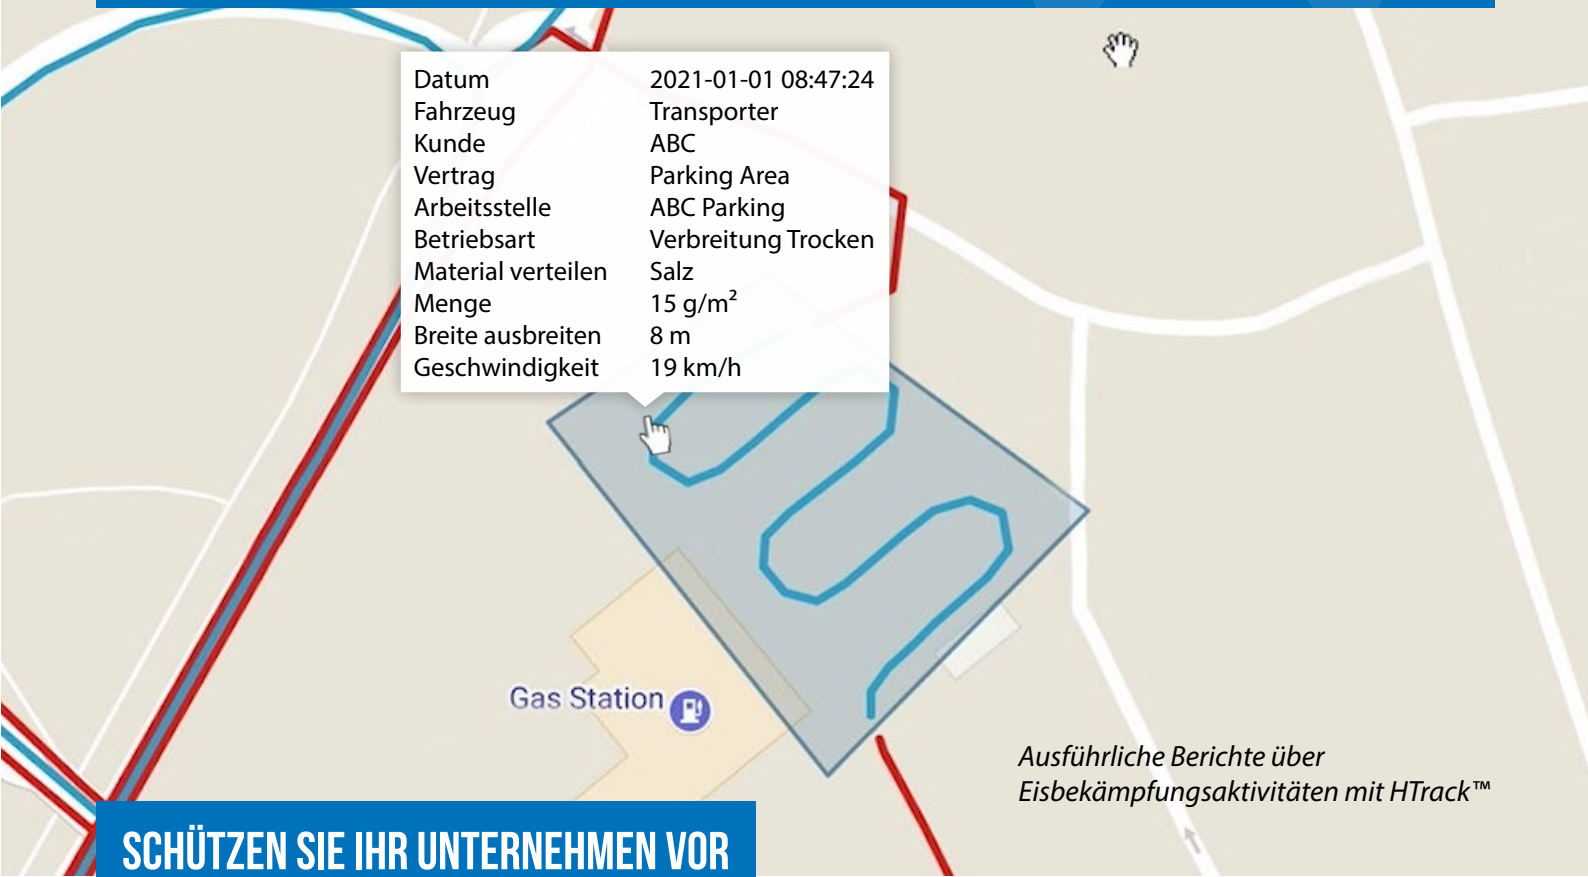 Datum 2021-01-01 08:47:24
Fahrzeug Transporter
Kunde ABC
Vertrag Parking Area
Arbeitsstelle ABC Parking
Betriebsart Verbreitung Trocken
Material verteilen Salz
Menge 15 g/m²
Breite ausbreiten 8 m
Geschwindigkeit 19 km/h
Gas Station
Ausführliche Berichte über
Eisbekämpfungsaktivitäten mit HTrack™
SCHÜTZEN SIE IHR UNTERNEHMEN VOR